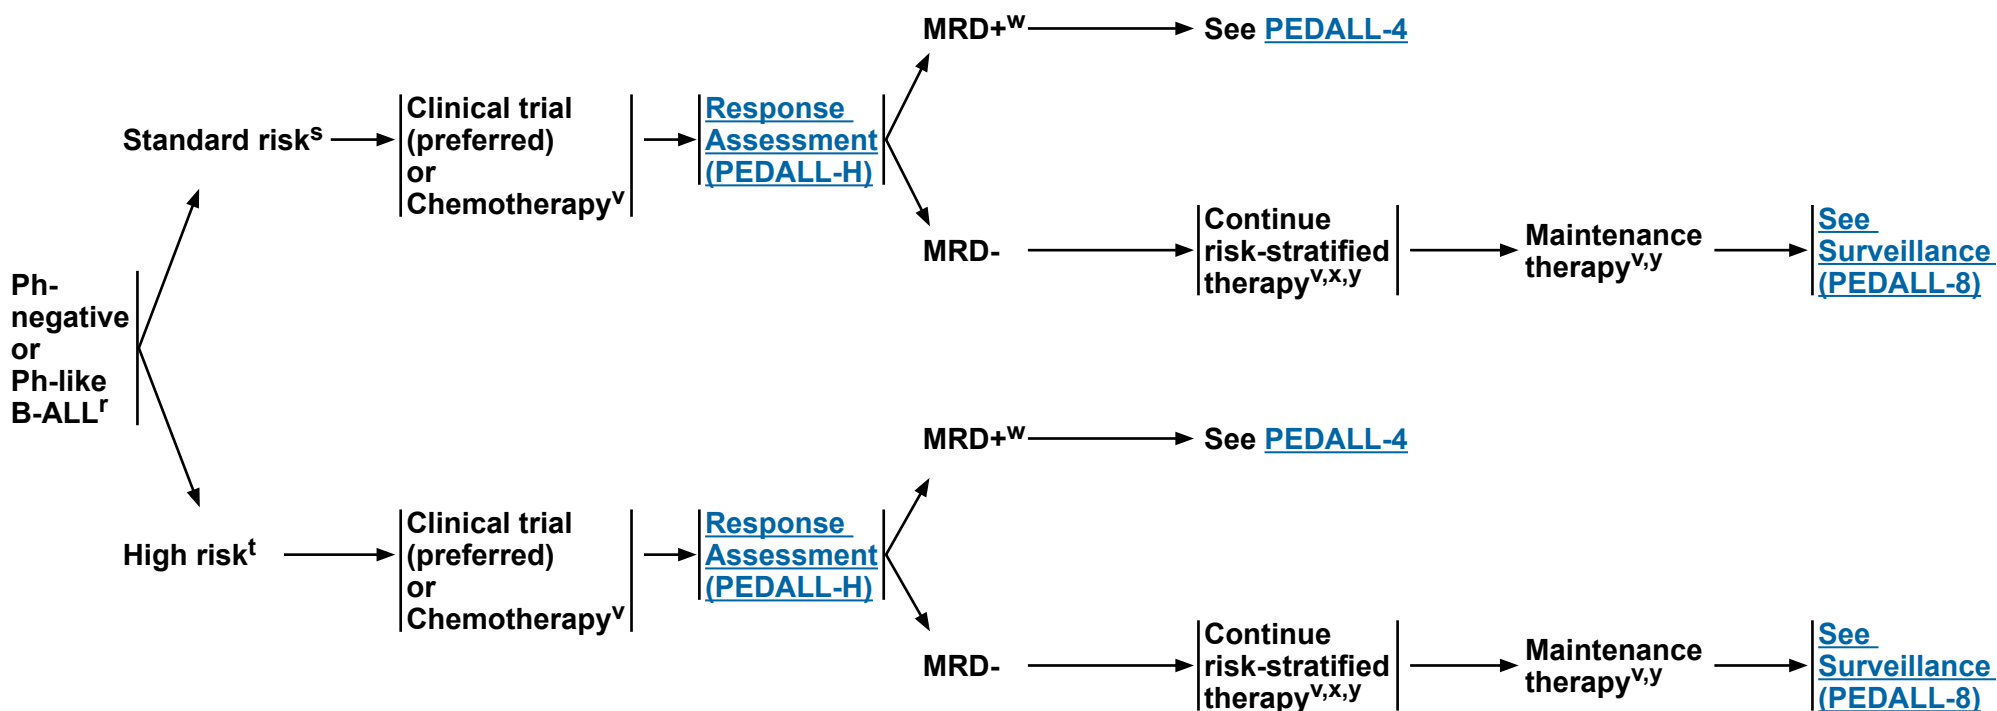 Ph-
negative
or
Ph-like
B-ALLʳ
Standard riskˢ
Clinical trial
(preferred)
or
Chemotherapyᵛ
Response
Assessment
(PEDALL-H)
MRD+ʷ
See PEDALL-4
MRD-
Continue
risk-stratified
therapyᵛ,ˣ,ʸ
Maintenance
therapyᵛ,ʸ
See
Surveillance
(PEDALL-8)
High riskᵗ
Clinical trial
(preferred)
or
Chemotherapyᵛ
Response
Assessment
(PEDALL-H)
MRD+ʷ
See PEDALL-4
MRD-
Continue
risk-stratified
therapyᵛ,ˣ,ʸ
Maintenance
therapyᵛ,ʸ
See
Surveillance
(PEDALL-8)